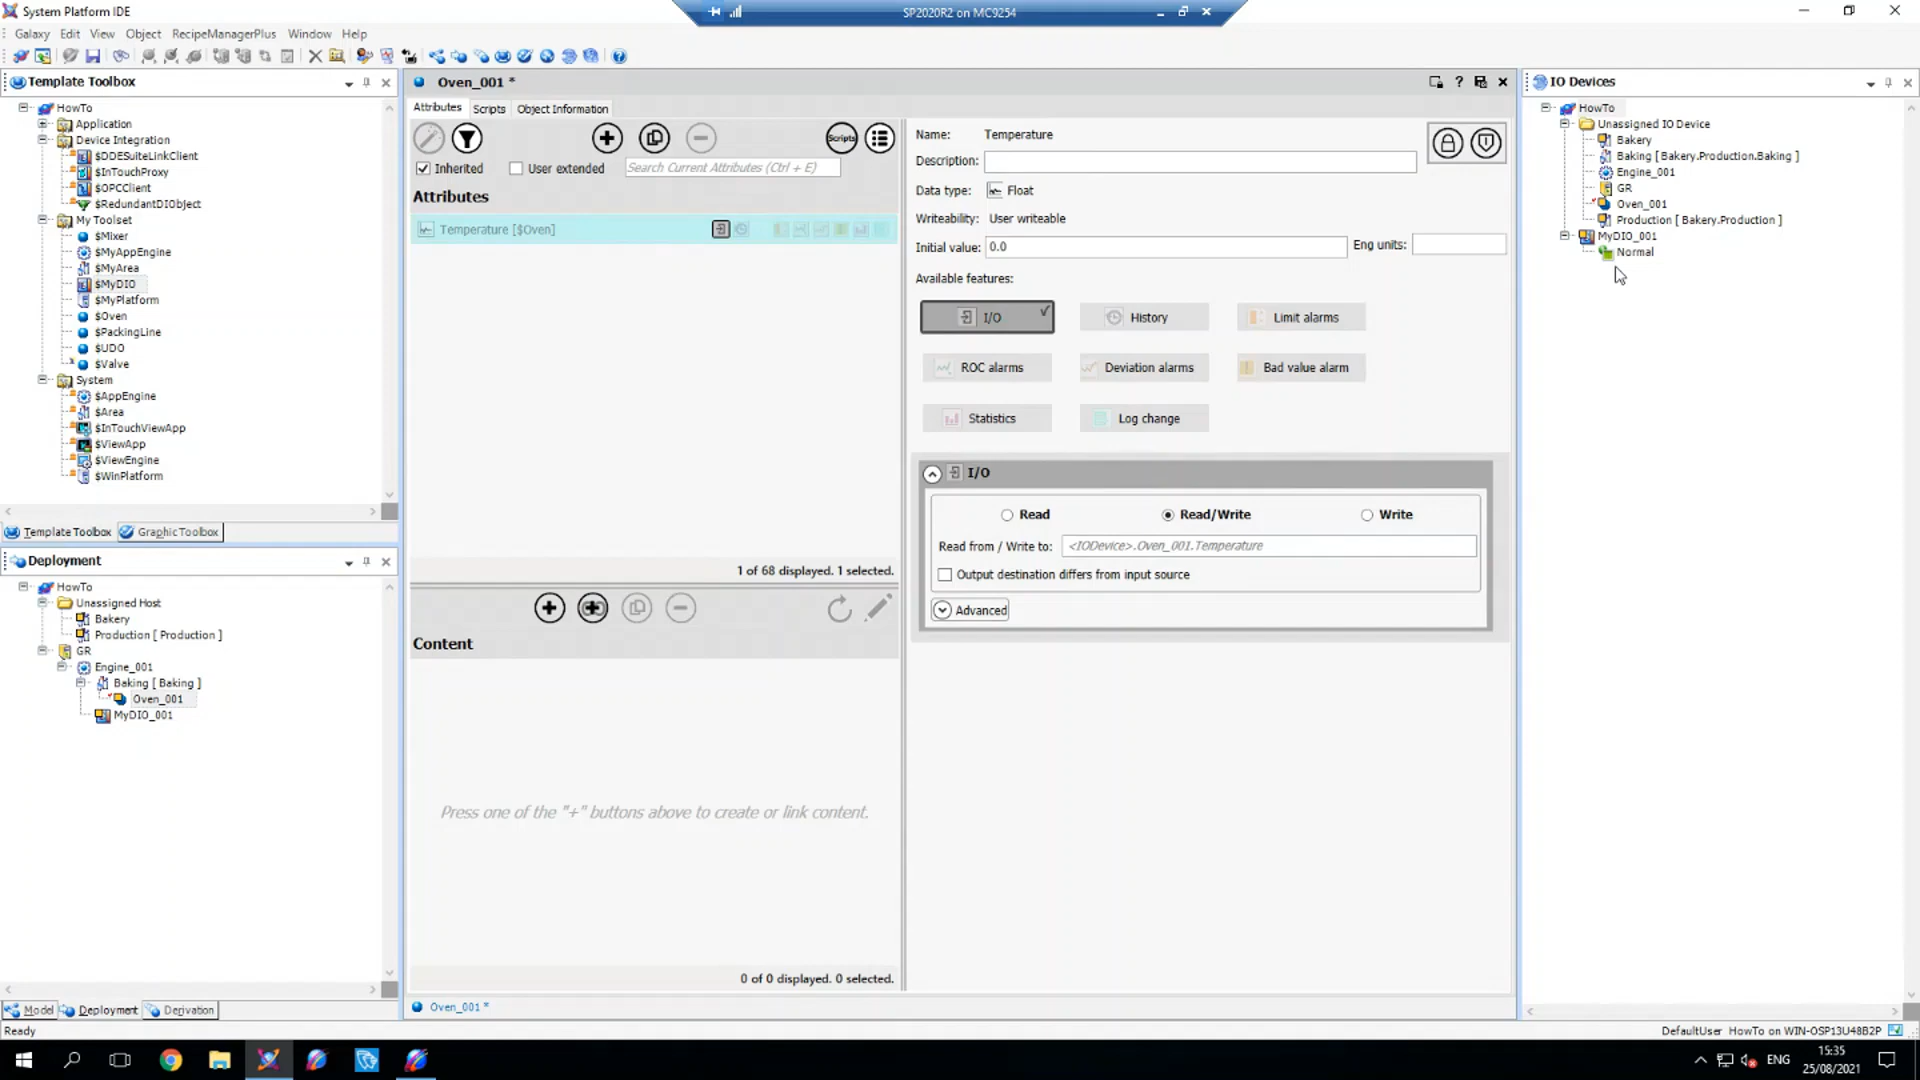 System Platform IDE
SP2020R2 on MC9254
Galaxy Edit View Object RecipeManagerPlus Window Help
Template Toolbox
HowTo
Application
Device Integration
$DDESuiteLinkClient
$InTouchProxy
$OPCClient
$RedundantDIObject
My Toolset
$Mixer
$MyAppEngine
$MyArea
$MyDIO
$MyPlatform
$Oven
$PackingLine
$UDO
$Valve
System
$AppEngine
$Area
$InTouchViewApp
$ViewApp
$ViewEngine
$WinPlatform
Template Toolbox Graphic Toolbox
Deployment
HowTo
Unassigned Host
Bakery
Production [ Production ]
GR
Engine_001
Baking [ Baking ]
Oven_001
MyDIO_001
Model Deployment Derivation
Ready
Oven_001 *
Attributes Scripts Object Information
Scripts
Inherited User extended Search Current Attributes (Ctrl + E)
Attributes
Temperature [$Oven]
1 of 68 displayed. 1 selected.
Content
Press one of the "+" buttons above to create or link content.
0 of 0 displayed. 0 selected.
Oven_001 *
Name: Temperature
Description:
Data type: Float
Writeability: User writeable
Initial value: 0.0 Eng units:
Available features:
I/O History Limit alarms
ROC alarms Deviation alarms Bad value alarm
Statistics Log change
I/O
Read Read/Write Write
Read from / Write to: <IODevice>.Oven_001.Temperature
Output destination differs from input source
Advanced
IO Devices
HowTo
Unassigned IO Device
Bakery
Baking [ Bakery.Production.Baking ]
Engine_001
GR
Oven_001
Production [ Bakery.Production ]
MyDIO_001
Normal
DefaultUser HowTo on WIN-OSP13U48B2P
ENG
15:35
25/08/2021